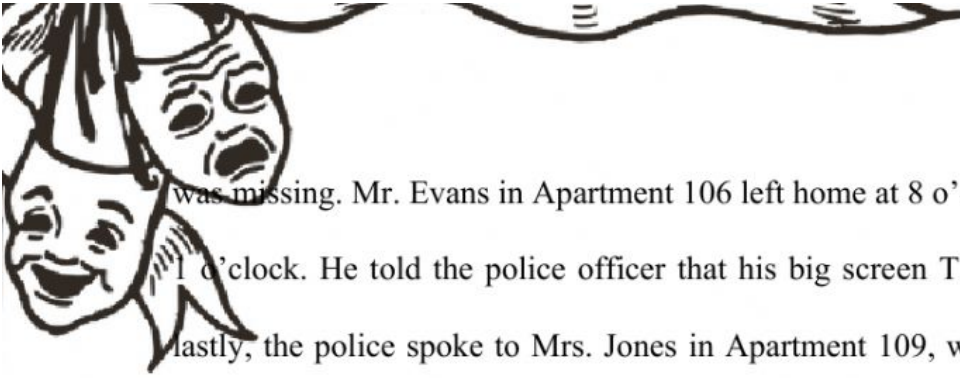 was missing. Mr. Evans in Apartment 106 left home at 8 o’
1 o’clock. He told the police officer that his big screen T
lastly, the police spoke to Mrs. Jones in Apartment 109, w